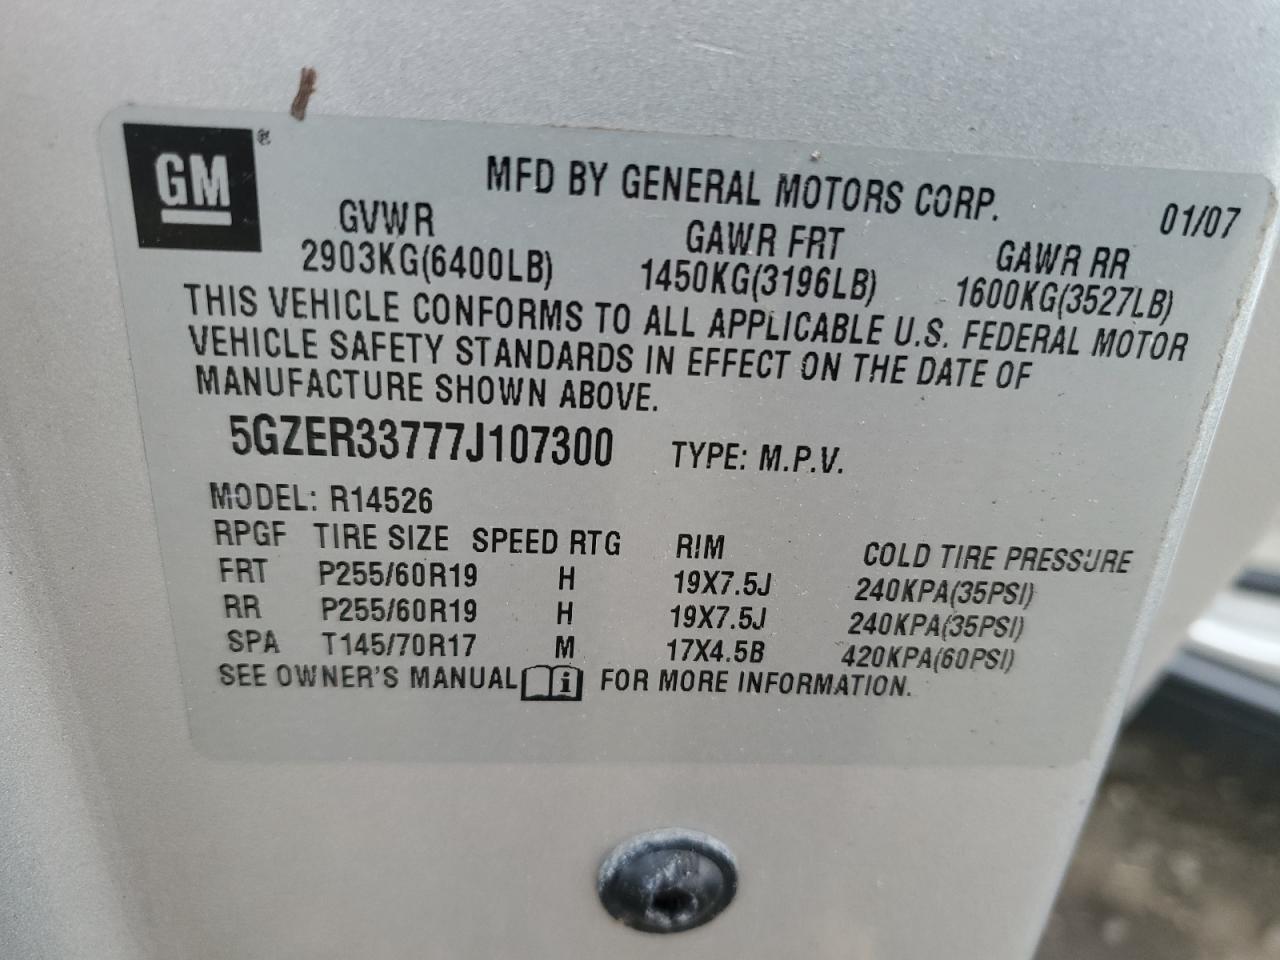 GM ®
MFD BY GENERAL MOTORS CORP.
01/07
GVWR GAWR FRT GAWR RR
2903KG(6400LB) 1450KG(3196LB) 1600KG(3527LB)
THIS VEHICLE CONFORMS TO ALL APPLICABLE U.S. FEDERAL MOTOR
VEHICLE SAFETY STANDARDS IN EFFECT ON THE DATE OF
MANUFACTURE SHOWN ABOVE.
5GZER33777J107300 TYPE: M.P.V.
MODEL: R14526
RPGF TIRE SIZE SPEED RTG RIM COLD TIRE PRESSURE
FRT P255/60R19 H 19X7.5J 240KPA(35PSI)
RR P255/60R19 H 19X7.5J 240KPA(35PSI)
SPA T145/70R17 M 17X4.5B 420KPA(60PSI)
SEE OWNER'S MANUAL i FOR MORE INFORMATION.